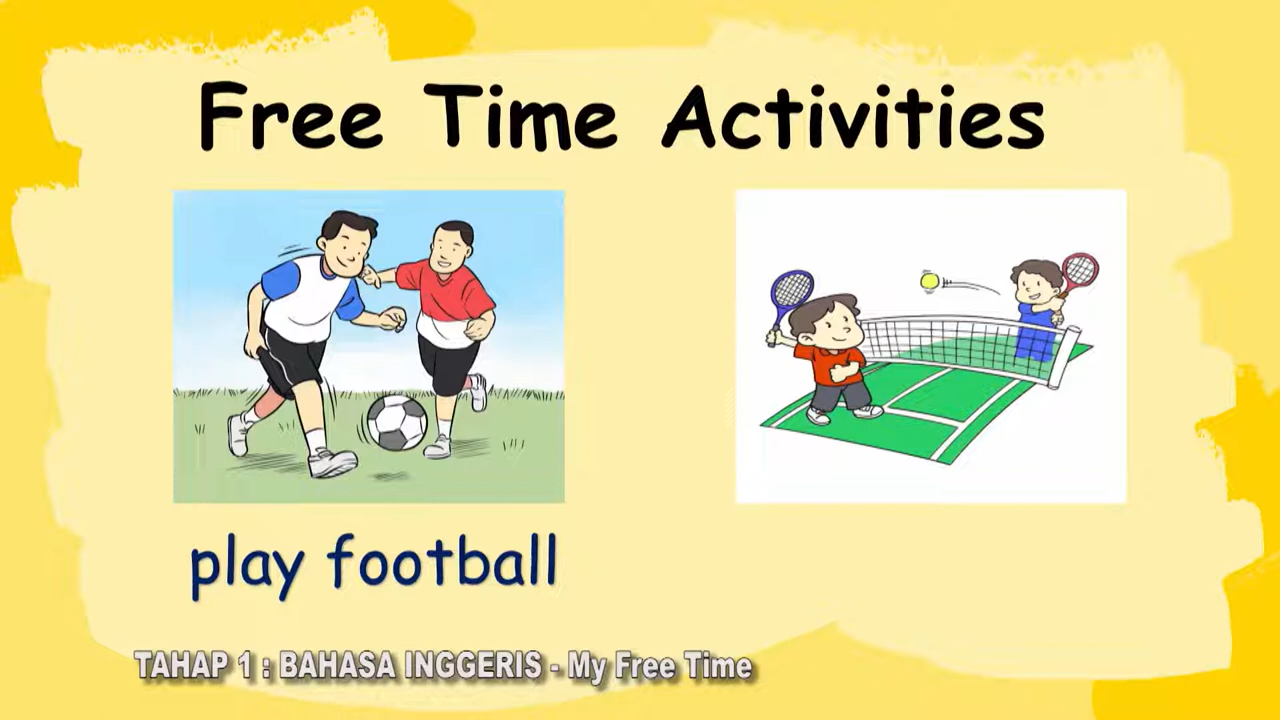 Free Time Activities
play football
TAHAP 1 : BAHASA INGGERIS - My Free Time